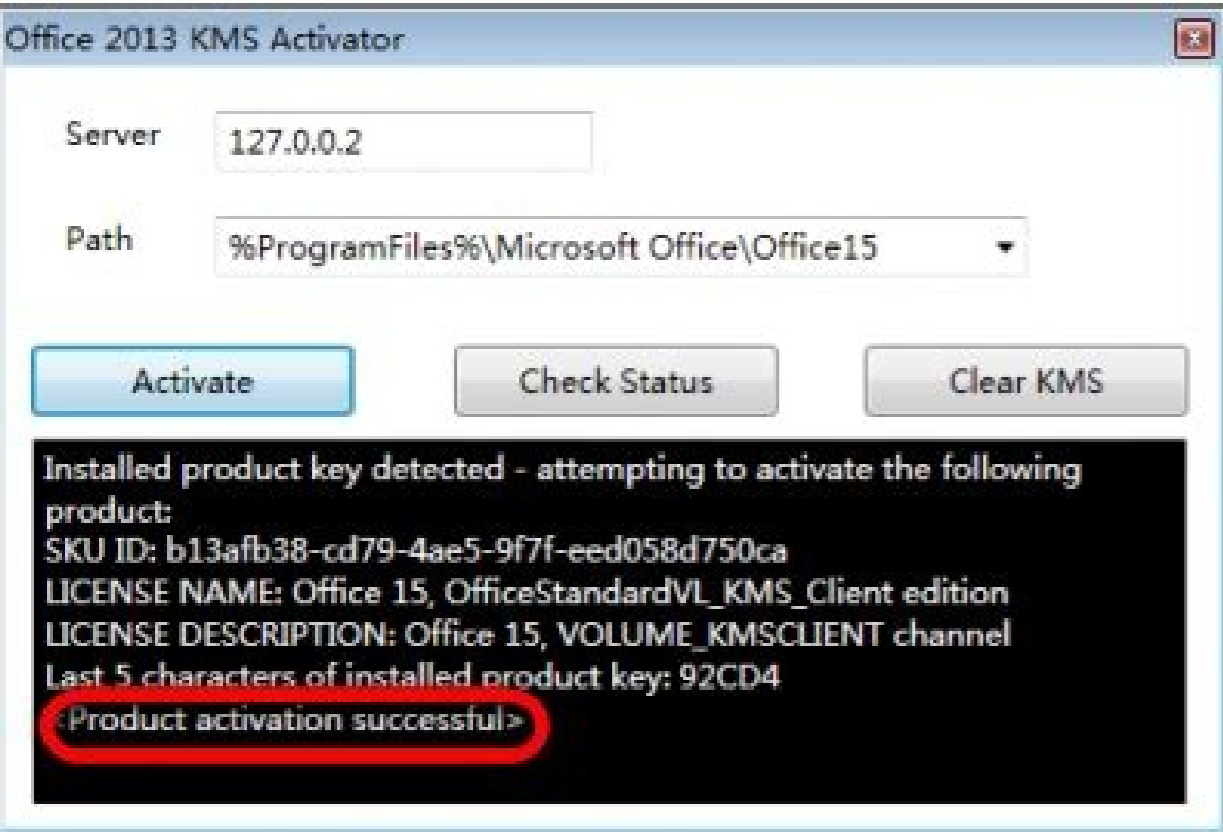 Office 2013 KMS Activator
Server
127.0.0.2
Path
%ProgramFiles%\Microsoft Office\Office15
Activate
Check Status
Clear KMS
Installed product key detected - attempting to activate the following
product:
SKU ID: b13afb38-cd79-4ae5-9f7f-eed058d750ca
LICENSE NAME: Office 15, OfficeStandardVL_KMS_Client edition
LICENSE DESCRIPTION: Office 15, VOLUME_KMSCLIENT channel
Last 5 characters of installed product key: 92CD4
<Product activation successful>